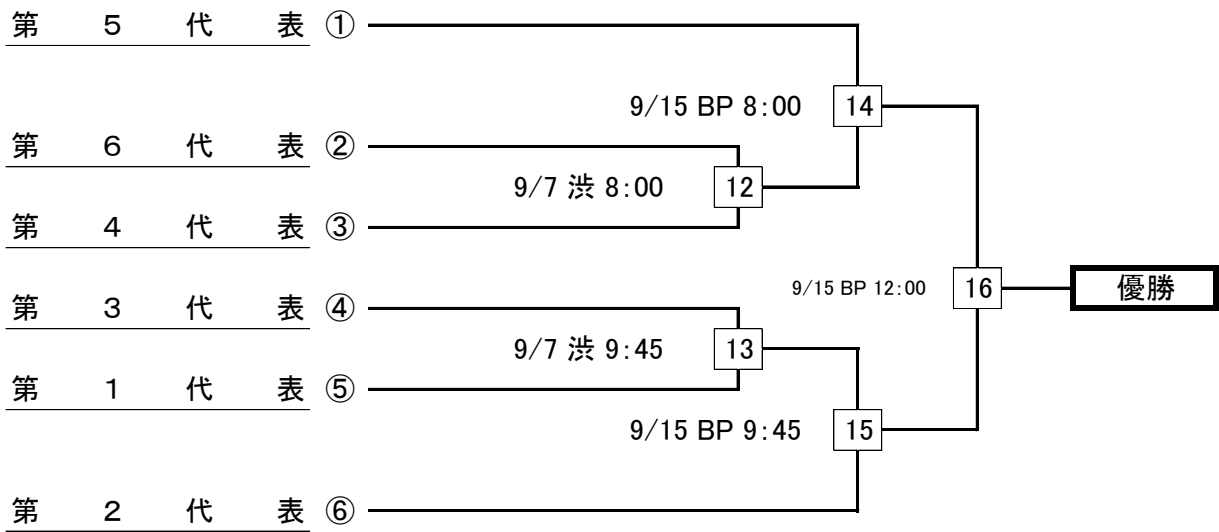 第 5 代 表 ①
9/15 BP 8:00 14
第 6 代 表 ②
9/7 渋 8:00 12
第 4 代 表 ③
9/15 BP 12:00 16 優勝
第 3 代 表 ④
9/7 渋 9:45 13
第 1 代 表 ⑤
9/15 BP 9:45 15
第 2 代 表 ⑥